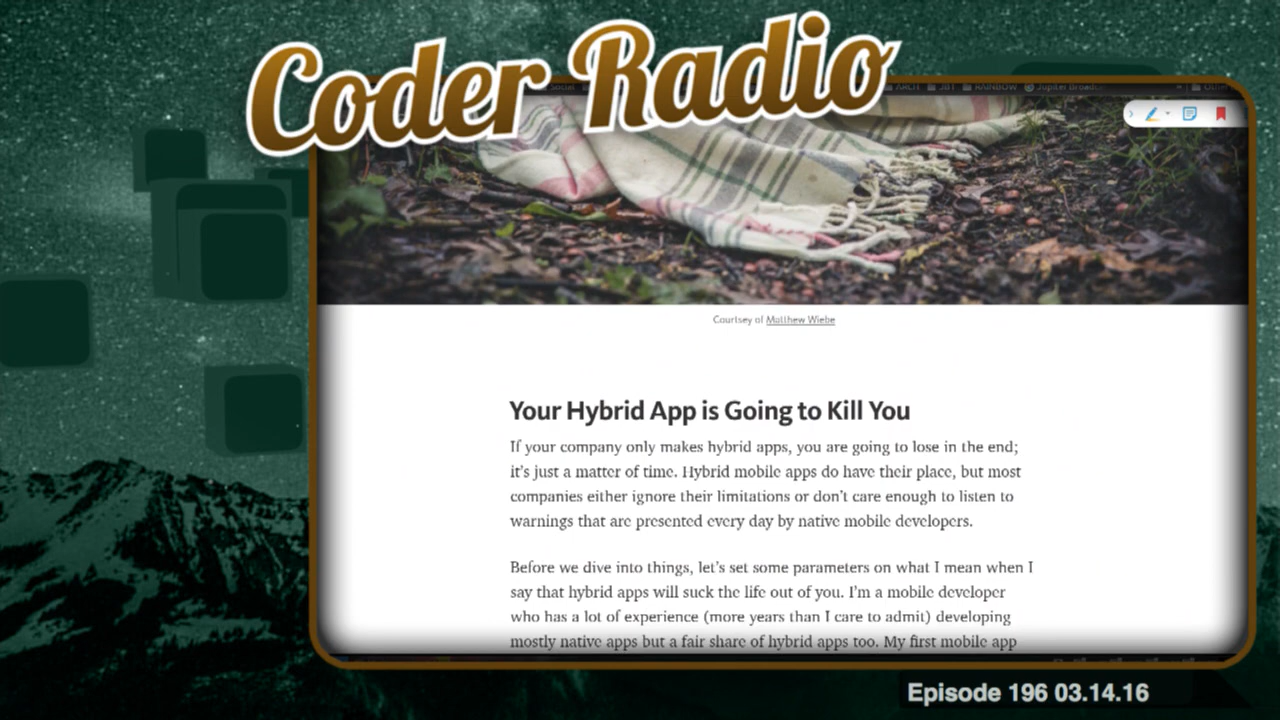 Coder Radio
ARCH JBT RAINBOW Jupiter Broadc
Courtsey of Matthew Wiebe
Your Hybrid App is Going to Kill You
If your company only makes hybrid apps, you are going to lose in the end;
it's just a matter of time. Hybrid mobile apps do have their place, but most
companies either ignore their limitations or don't care enough to listen to
warnings that are presented every day by native mobile developers.
Before we dive into things, let's set some parameters on what I mean when I
say that hybrid apps will suck the life out of you. I'm a mobile developer
who has a lot of experience (more years than I care to admit) developing
mostly native apps but a fair share of hybrid apps too. My first mobile app
Episode 196 03.14.16